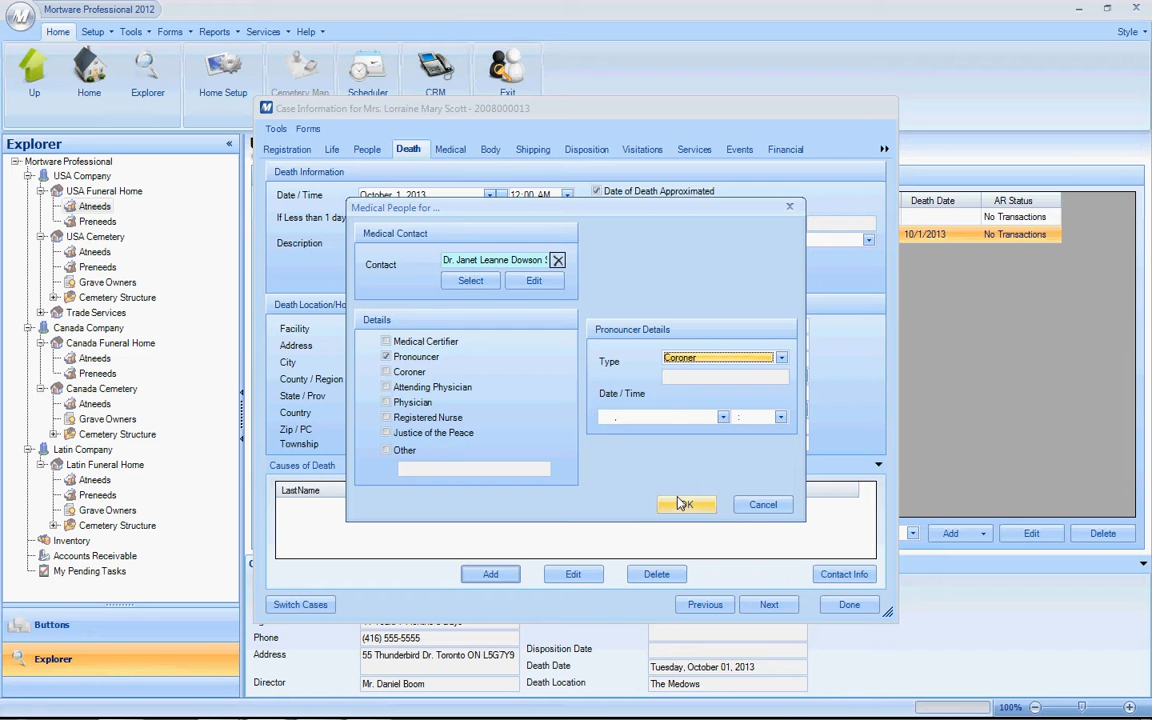 Mortware Professional 2012
Home Setup Tools Forms Reports Services Help Style
Up Home Explorer Home Setup Cemetery Map Scheduler CRM Exit
Case Information for Mrs. Lorraine Mary Scott - 2008000013
Tools Forms
Registration Life People Death Medical Body Shipping Disposition Visitations Services Events Financial
Explorer
Mortware Professional
USA Company
USA Funeral Home
Atneeds
Preneeds
USA Cemetery
Atneeds
Preneeds
Grave Owners
Cemetery Structure
Trade Services
Canada Company
Canada Funeral Home
Atneeds
Preneeds
Canada Cemetery
Atneeds
Grave Owners
Cemetery Structure
Latin Company
Latin Funeral Home
Atneeds
Preneeds
Grave Owners
Cemetery Structure
Inventory
Accounts Receivable
My Pending Tasks
Buttons
Explorer
Death Information
Date / Time October 1, 2013 12:00 AM Date of Death Approximated
If Less than 1 day
Description
Death Location/Ho
Facility
Address
City
County / Region
State / Prov
Country
Zip / PC
Township
Causes of Death
LastName
Add Edit Delete Contact Info
Switch Cases Previous Next Done
Medical People for ...
Medical Contact
Contact Dr. Janet Leanne Dowson
Select Edit
Details
Medical Certifier
Pronouncer
Coroner
Attending Physician
Physician
Registered Nurse
Justice of the Peace
Other
Pronouncer Details
Type Coroner
Date / Time
, :
OK Cancel
Death Date AR Status
No Transactions
10/1/2013 No Transactions
Add Edit Delete
Phone (416) 555-5555
Address 55 Thunderbird Dr. Toronto ON L5G7Y9
Director Mr. Daniel Boom
Disposition Date
Death Date Tuesday, October 01, 2013
Death Location The Medows
100%